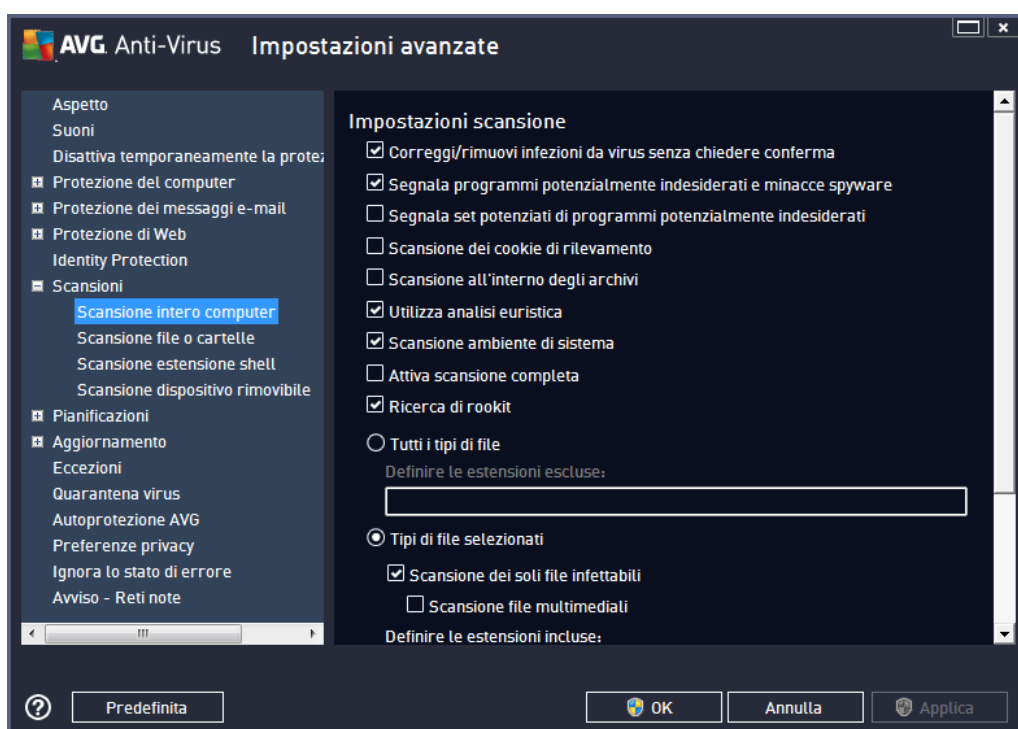 AVG. Anti-Virus Impostazioni avanzate
Aspetto
Suoni
Disattiva temporaneamente la protez
Protezione del computer
Protezione dei messaggi e-mail
Protezione di Web
Identity Protection
Scansioni
Scansione intero computer
Scansione file o cartelle
Scansione estensione shell
Scansione dispositivo rimovibile
Pianificazioni
Aggiornamento
Eccezioni
Quarantena virus
Autoprotezione AVG
Preferenze privacy
Ignora lo stato di errore
Avviso - Reti note
Impostazioni scansione
Correggi/rimuovi infezioni da virus senza chiedere conferma
Segnala programmi potenzialmente indesiderati e minacce spyware
Segnala set potenziati di programmi potenzialmente indesiderati
Scansione dei cookie di rilevamento
Scansione all'interno degli archivi
Utilizza analisi euristica
Scansione ambiente di sistema
Attiva scansione completa
Ricerca di rookit
Tutti i tipi di file
Definire le estensioni escluse:
Tipi di file selezionati
Scansione dei soli file infettabili
Scansione file multimediali
Definire le estensioni incluse:
Predefinita
OK
Annulla
Applica